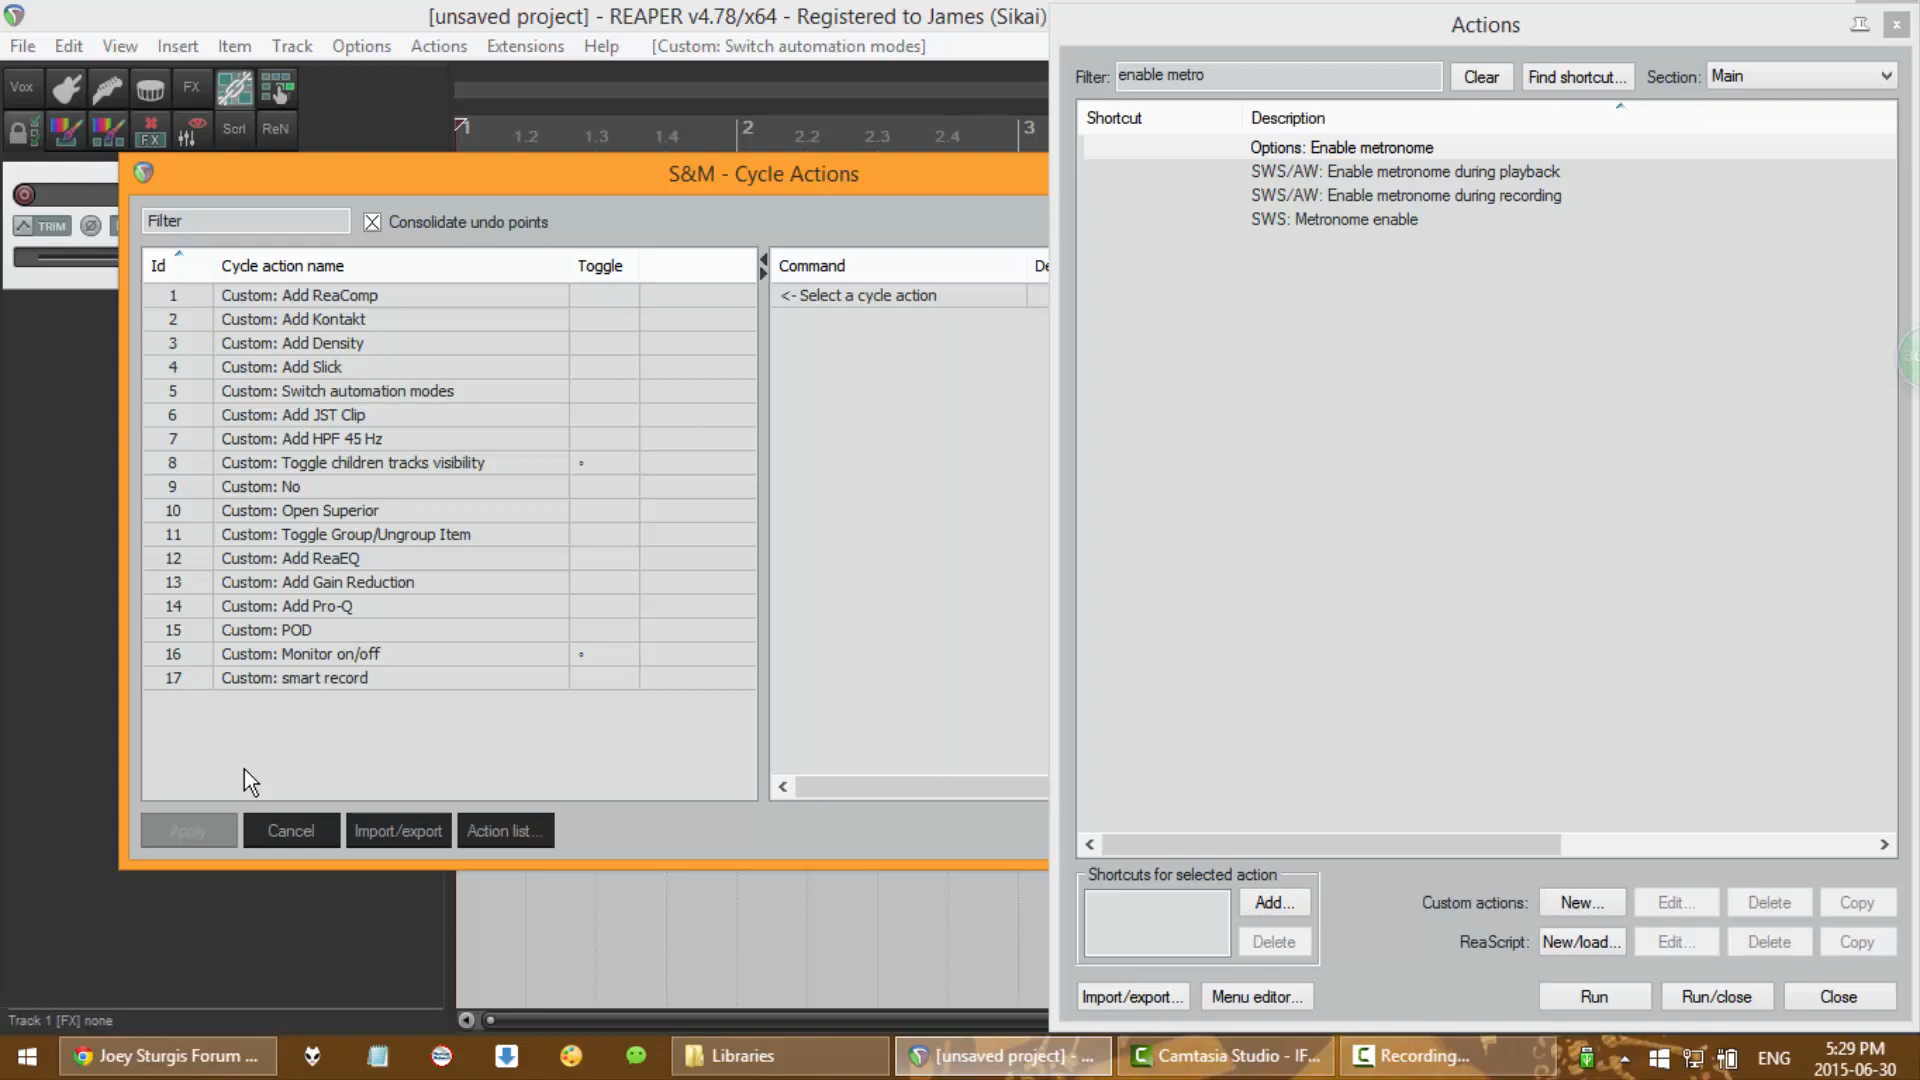 [unsaved project] - REAPER v4.78/x64 - Registered to James (Sikai)
File Edit View Insert Item Track Options Actions Extensions Help [Custom: Switch automation modes]
Vox FX
FX Scrl ReN
1 1.2 1.3 1.4 2 2.2 2.3 2.4 3
TRIM
S&M - Cycle Actions
Filter Consolidate undo points
Id Cycle action name Toggle
1 Custom: Add ReaComp
2 Custom: Add Kontakt
3 Custom: Add Density
4 Custom: Add Slick
5 Custom: Switch automation modes
6 Custom: Add JST Clip
7 Custom: Add HPF 45 Hz
8 Custom: Toggle children tracks visibility
9 Custom: No
10 Custom: Open Superior
11 Custom: Toggle Group/Ungroup Item
12 Custom: Add ReaEQ
13 Custom: Add Gain Reduction
14 Custom: Add Pro-Q
15 Custom: POD
16 Custom: Monitor on/off
17 Custom: smart record
Command De
<- Select a cycle action
Apply Cancel Import/export Action list...
Track 1 [FX] none
Actions
Filter: enable metro Clear Find shortcut... Section: Main
Shortcut Description
Options: Enable metronome
SWS/AW: Enable metronome during playback
SWS/AW: Enable metronome during recording
SWS: Metronome enable
Shortcuts for selected action
Add...
Delete
Custom actions: New... Edit... Delete Copy
ReaScript: New/load... Edit... Delete Copy
Import/export... Menu editor... Run Run/close Close
Joey Sturgis Forum ... Libraries [unsaved project] - ... Camtasia Studio - IF... Recording... ENG
5:29 PM
2015-06-30